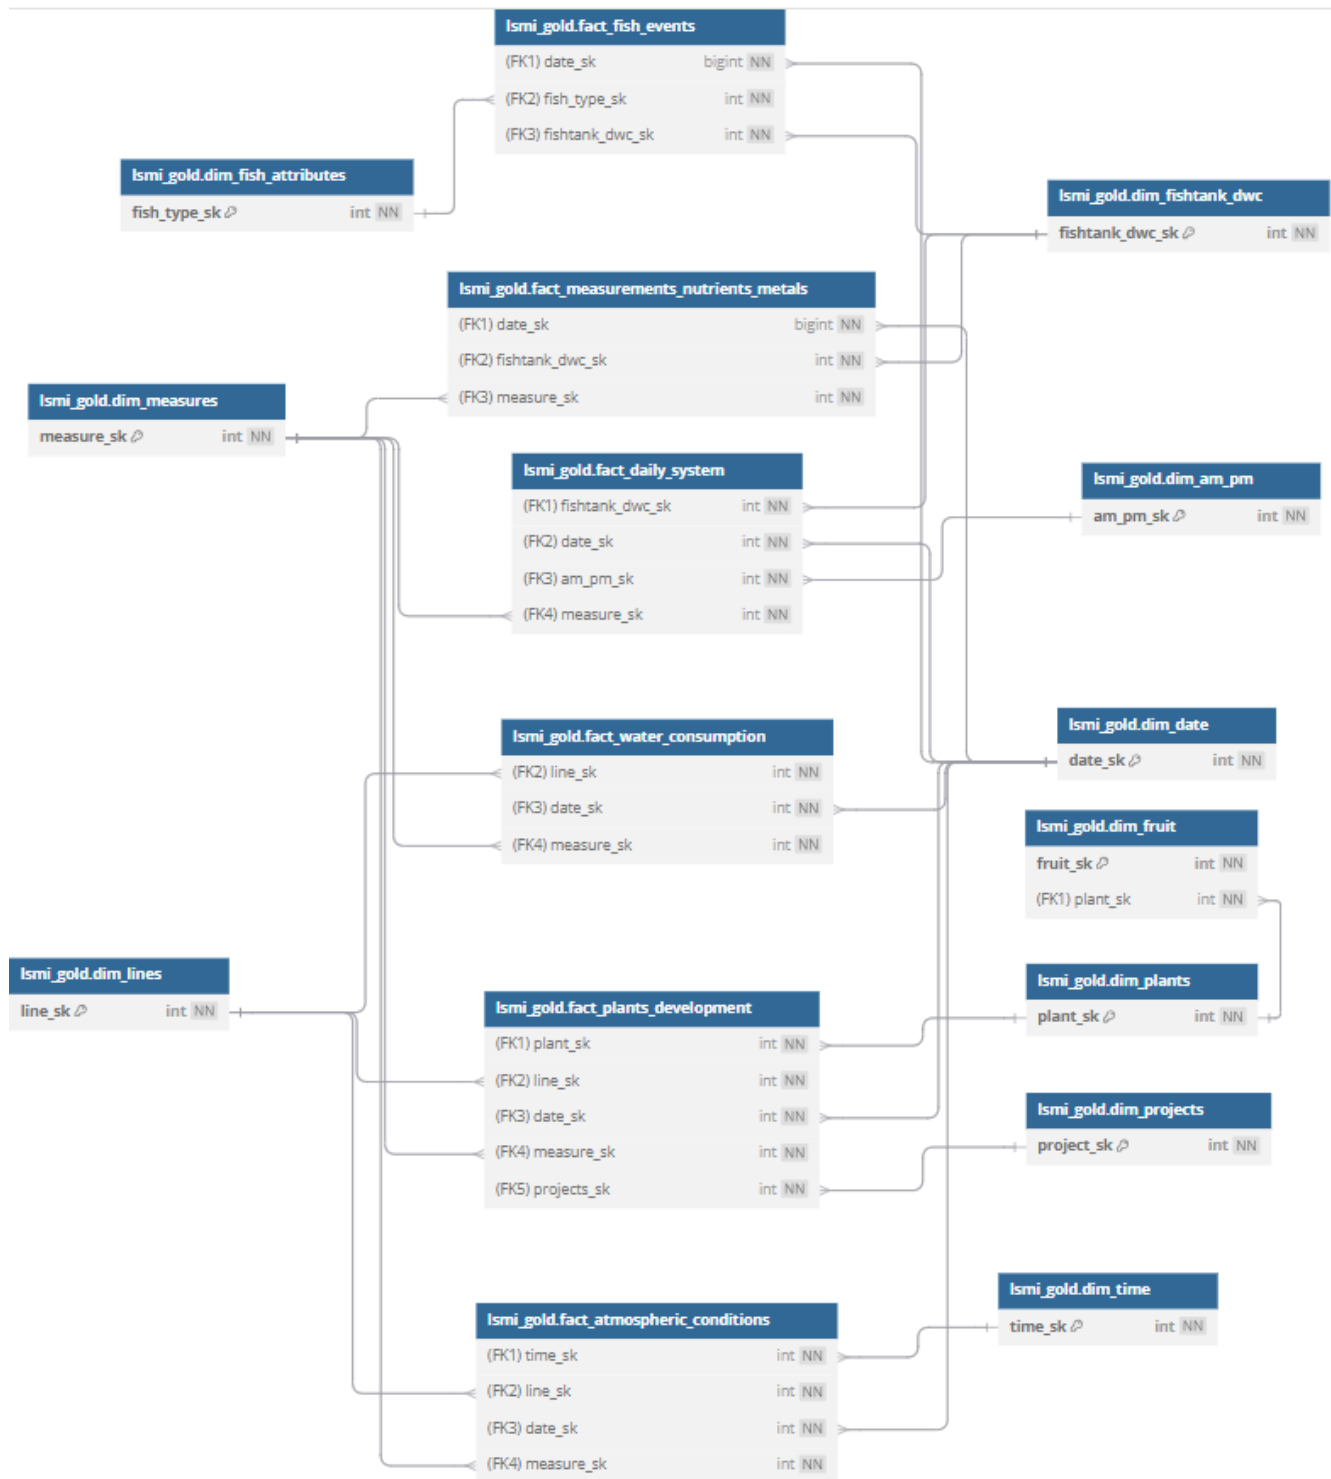 lsmi_gold.fact_fish_events
(FK1) date_sk bigint NN
(FK2) fish_type_sk int NN
(FK3) fishtank_dwc_sk int NN
lsmi_gold.dim_fish_attributes
fish_type_sk int NN
lsmi_gold.dim_fishtank_dwc
fishtank_dwc_sk int NN
lsmi_gold.fact_measurements_nutrients_metals
(FK1) date_sk bigint NN
(FK2) fishtank_dwc_sk int NN
(FK3) measure_sk int NN
lsmi_gold.dim_measures
measure_sk int NN
lsmi_gold.fact_daily_system
(FK1) fishtank_dwc_sk int NN
(FK2) date_sk int NN
(FK3) am_pm_sk int NN
(FK4) measure_sk int NN
lsmi_gold.dim_am_pm
am_pm_sk int NN
lsmi_gold.fact_water_consumption
(FK2) line_sk int NN
(FK3) date_sk int NN
(FK4) measure_sk int NN
lsmi_gold.dim_date
date_sk int NN
lsmi_gold.dim_fruit
fruit_sk int NN
(FK1) plant_sk int NN
lsmi_gold.dim_lines
line_sk int NN
lsmi_gold.dim_plants
plant_sk int NN
lsmi_gold.fact_plants_development
(FK1) plant_sk int NN
(FK2) line_sk int NN
(FK3) date_sk int NN
(FK4) measure_sk int NN
(FK5) projects_sk int NN
lsmi_gold.dim_projects
project_sk int NN
lsmi_gold.dim_time
time_sk int NN
lsmi_gold.fact_atmospheric_conditions
(FK1) time_sk int NN
(FK2) line_sk int NN
(FK3) date_sk int NN
(FK4) measure_sk int NN